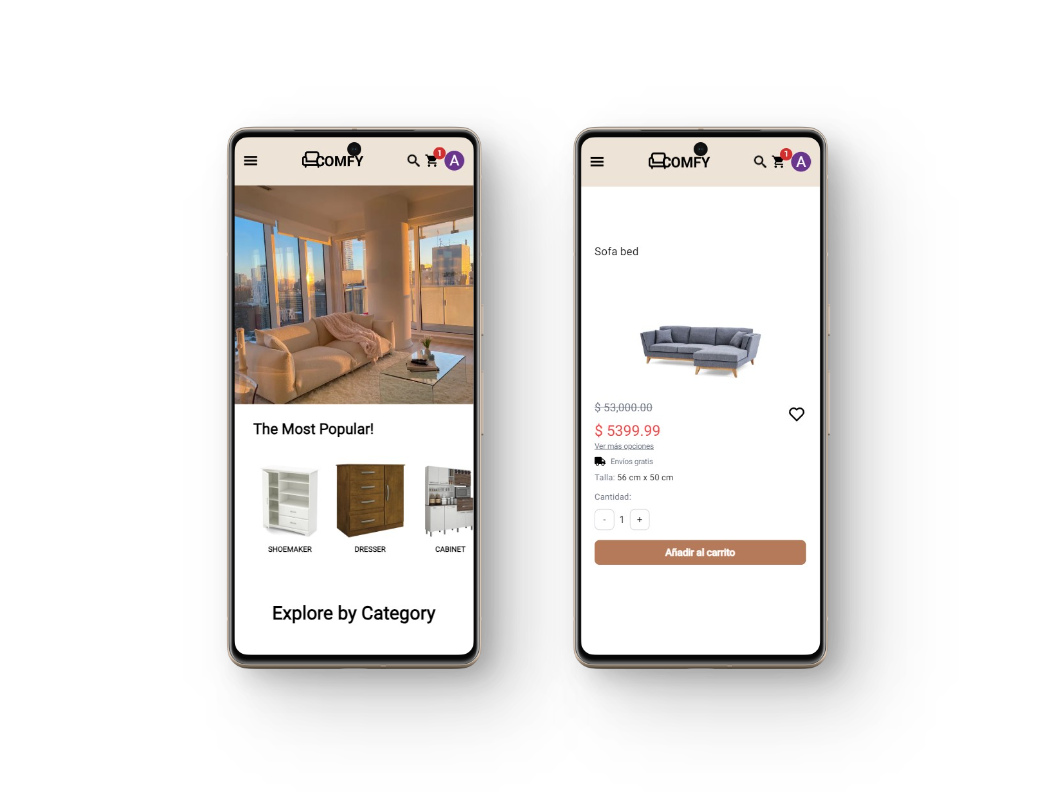 COMFY
1
A
The Most Popular!
SHOEMAKER
DRESSER
CABINET
Explore by Category
COMFY
1
A
Sofa bed
$ 53,000.00
$ 5399.99
Ver más opciones
Envíos gratis
Talla: 56 cm x 50 cm
Cantidad:
- 1 +
Añadir al carrito